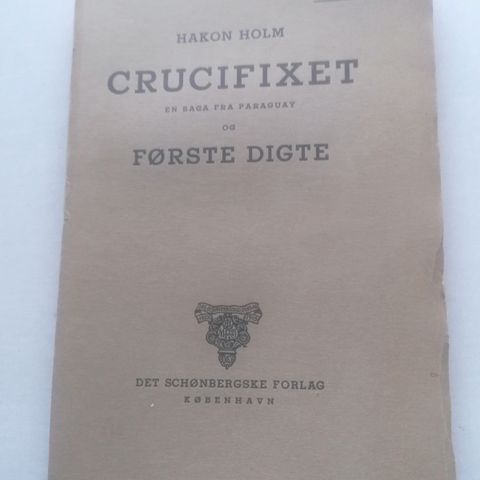 HAKON HOLM
CRUCIFIXET
EN SAGA FRA PARAGUAY
OG
FØRSTE DIGTE
DET SCHØNBERGSKE FORLAG
KØBENHAVN